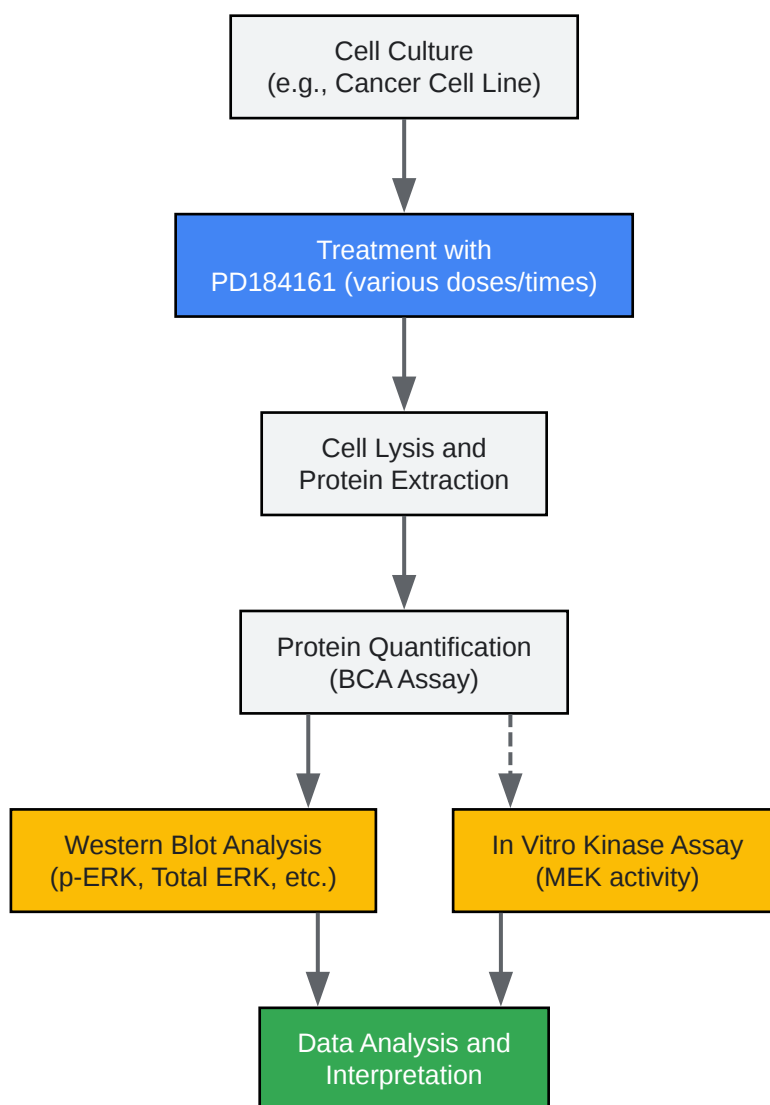 Cell Culture
(e.g., Cancer Cell Line)
Treatment with
PD184161 (various doses/times)
Cell Lysis and
Protein Extraction
Protein Quantification
(BCA Assay)
Western Blot Analysis
(p-ERK, Total ERK, etc.)
In Vitro Kinase Assay
(MEK activity)
Data Analysis and
Interpretation